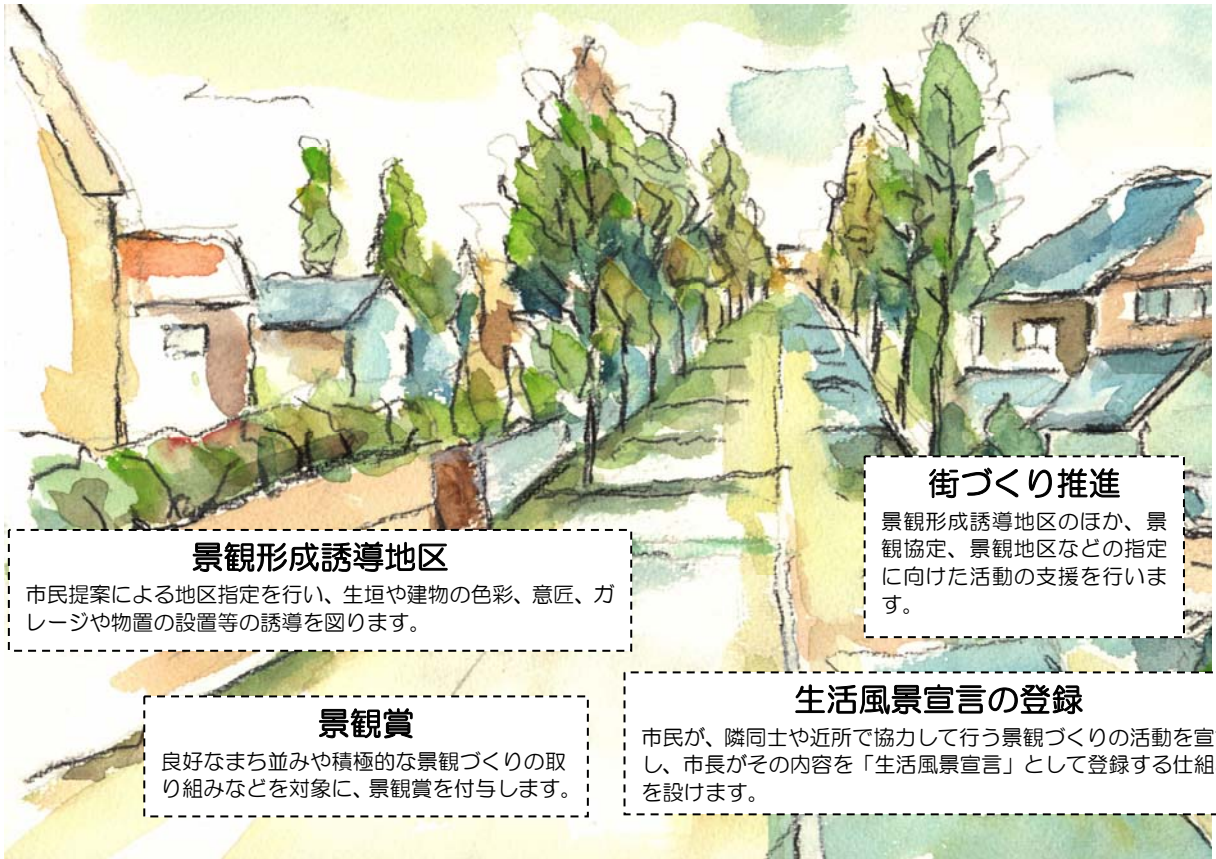 景観形成誘導地区
市民提案による地区指定を行い、生垣や建物の色彩、意匠、ガ
レージや物置の設置等の誘導を図ります。
街づくり推進
景観形成誘導地区のほか、景
観協定、景観地区などの指定
に向けた活動の支援を行いま
す。
景観賞
良好なまち並みや積極的な景観づくりの取
り組みなどを対象に、景観賞を付与します。
生活風景宣言の登録
市民が、隣同士や近所で協力して行う景観づくりの活動を宣
し、市長がその内容を「生活風景宣言」として登録する仕組
を設けます。